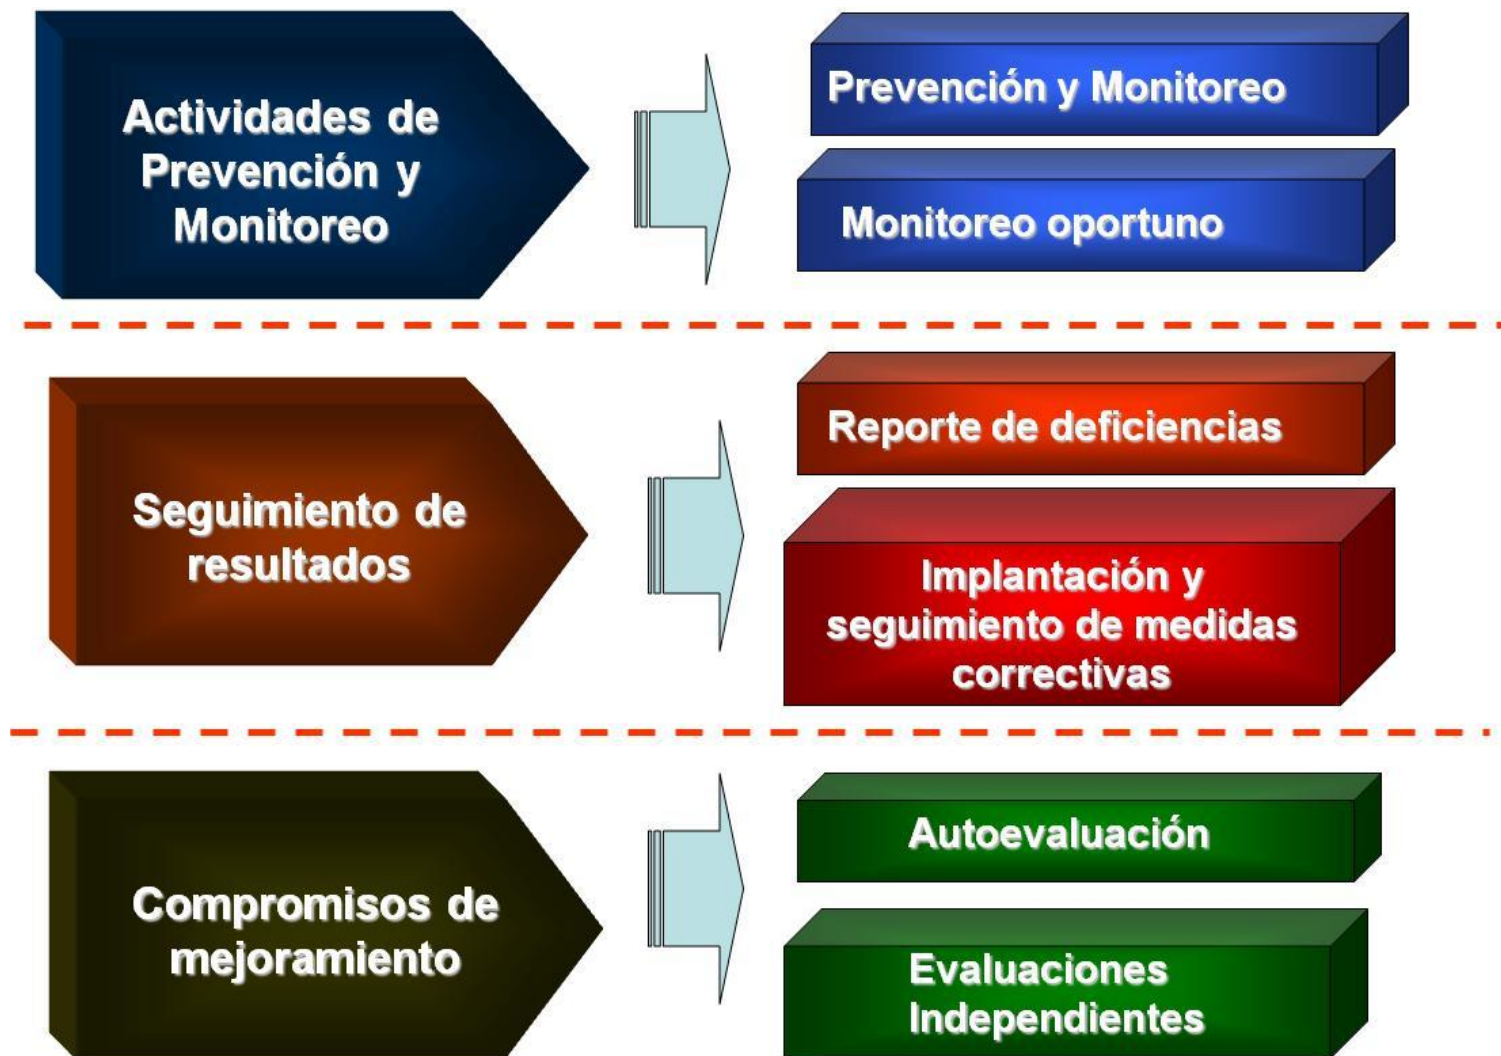 Actividades de
Prevención y
Monitoreo
Prevención y Monitoreo
Monitoreo oportuno
Seguimiento de
resultados
Reporte de deficiencias
Implantación y
seguimiento de medidas
correctivas
Compromisos de
mejoramiento
Autoevaluación
Evaluaciones
Independientes